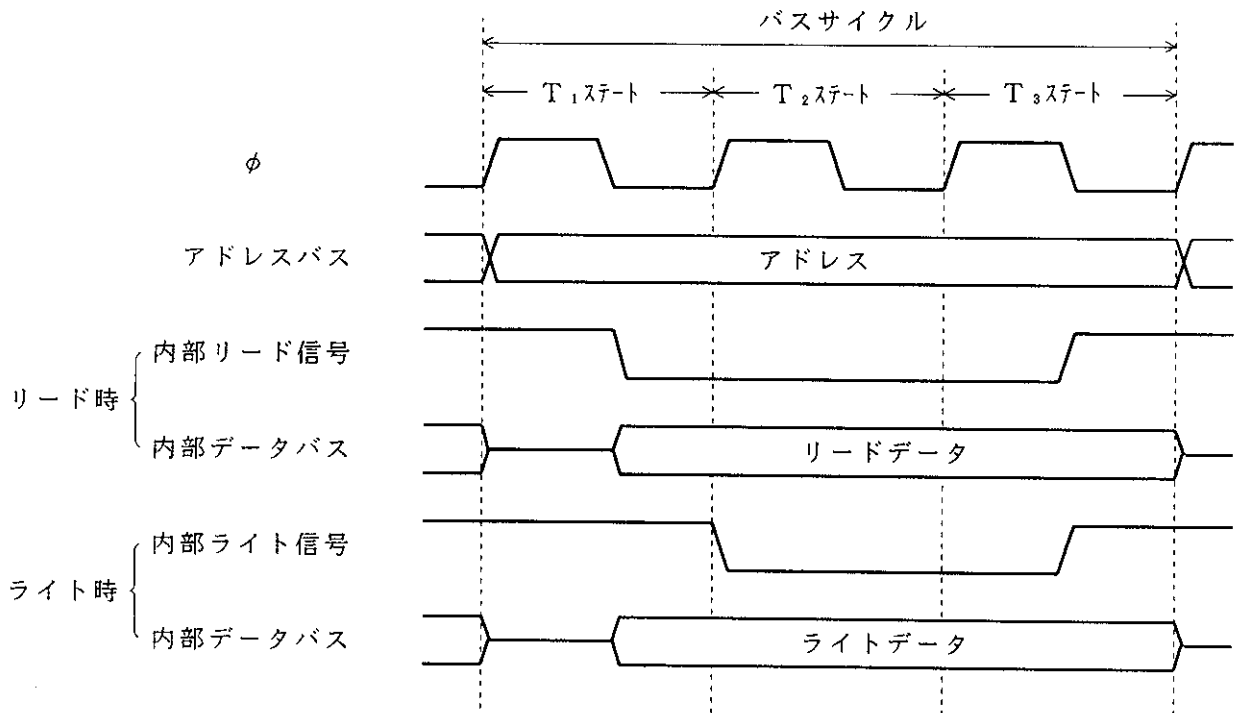 バスサイクル
T₁ステート T₂ステート T₃ステート
φ
アドレスバス アドレス
内部リード信号
リード時
内部データバス リードデータ
内部ライト信号
ライト時
内部データバス ライトデータ